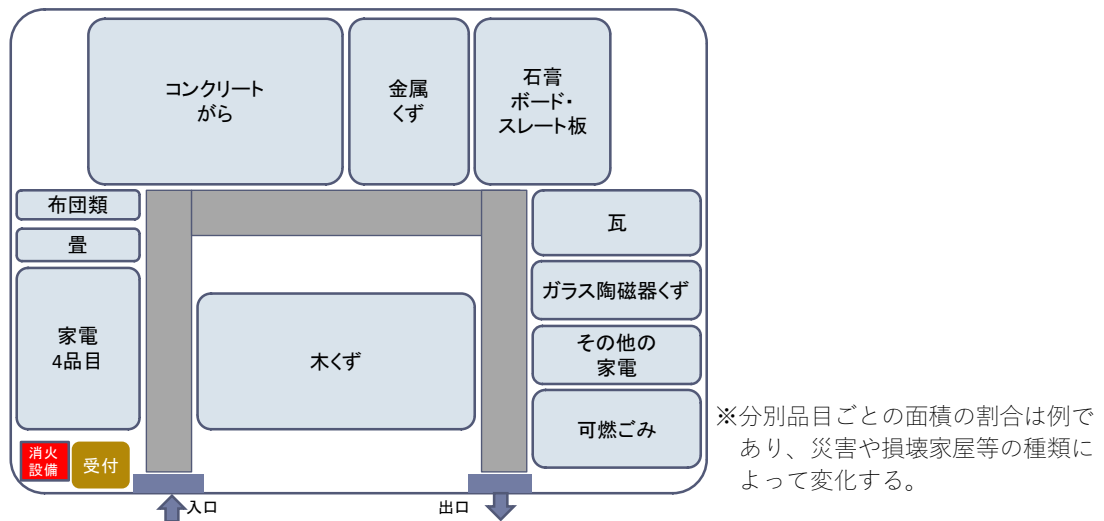 コンクリート
がら
金属
くず
石膏
ボード・
スレート板
布団類
畳
家電
4品目
木くず
瓦
ガラス陶磁器くず
その他の
家電
可燃ごみ
消火
設備
受付
入口
出口
※分別品目ごとの面積の割合は例で
あり、災害や損壊家屋等の種類に
よって変化する。